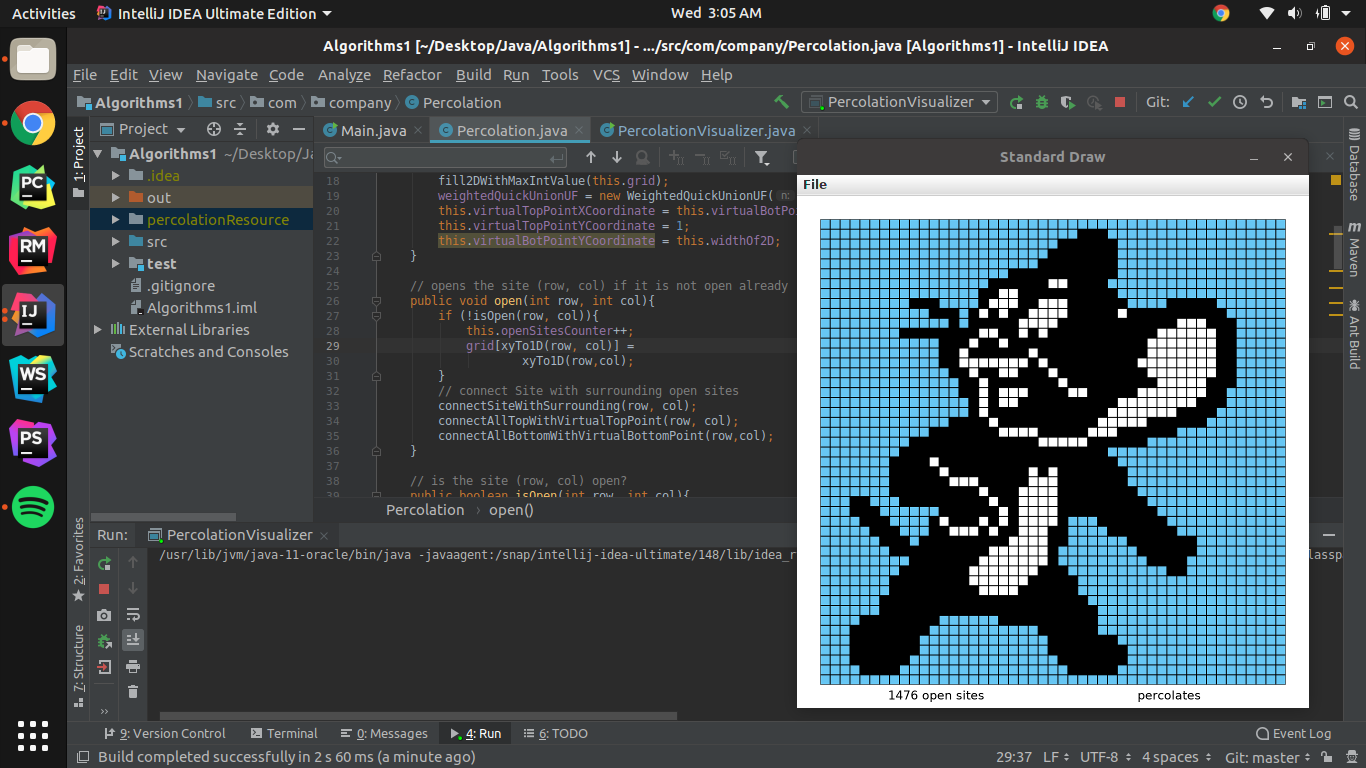 Activities IntelliJ IDEA Ultimate Edition Wed 3:05 AM
Algorithms1 [~/Desktop/Java/Algorithms1] - .../src/com/company/Percolation.java [Algorithms1] - IntelliJ IDEA
File Edit View Navigate Code Analyze Refactor Build Run Tools VCS Window Help
Algorithms1 src com company Percolation PercolationVisualizer Git:
Project Main.java Percolation.java PercolationVisualizer.java
1: Project
Algorithms1 ~/Desktop/Ja
.idea
out
percolationResource
src
test
.gitignore
Algorithms1.iml
External Libraries
Scratches and Consoles
18 fill2DWithMaxIntValue(this.grid);
19 weightedQuickUnionUF = new WeightedQuickUnionUF( n:
20 this.virtualTopPointXCoordinate = this.virtualBotPo
21 this.virtualTopPointYCoordinate = 1;
22 this.virtualBotPointYCoordinate = this.widthOf2D;
23 }
24
25 // opens the site (row, col) if it is not open already
26 public void open(int row, int col){
27 if (!isOpen(row, col)){
28 this.openSitesCounter++;
29 grid[xyTo1D(row, col)] =
30 xyTo1D(row,col);
31 }
32 // connect Site with surrounding open sites
33 connectSiteWithSurrounding(row, col);
34 connectAllTopWithVirtualTopPoint(row, col);
35 connectAllBottomWithVirtualBottomPoint(row,col);
36 }
37
38 // is the site (row, col) open?
39 public boolean isOpen(int row, int col){
Percolation open()
Standard Draw
File
1476 open sites percolates
Database
Maven
Ant Build
Run: PercolationVisualizer
/usr/lib/jvm/java-11-oracle/bin/java -javaagent:/snap/intellij-idea-ultimate/148/lib/idea_r
lassp
2: Favorites
7: Structure
PC
RM
IJ
WS
PS
9: Version Control Terminal 0: Messages 4: Run 6: TODO Event Log
Build completed successfully in 2 s 60 ms (a minute ago) 29:37 LF UTF-8 4 spaces Git: master